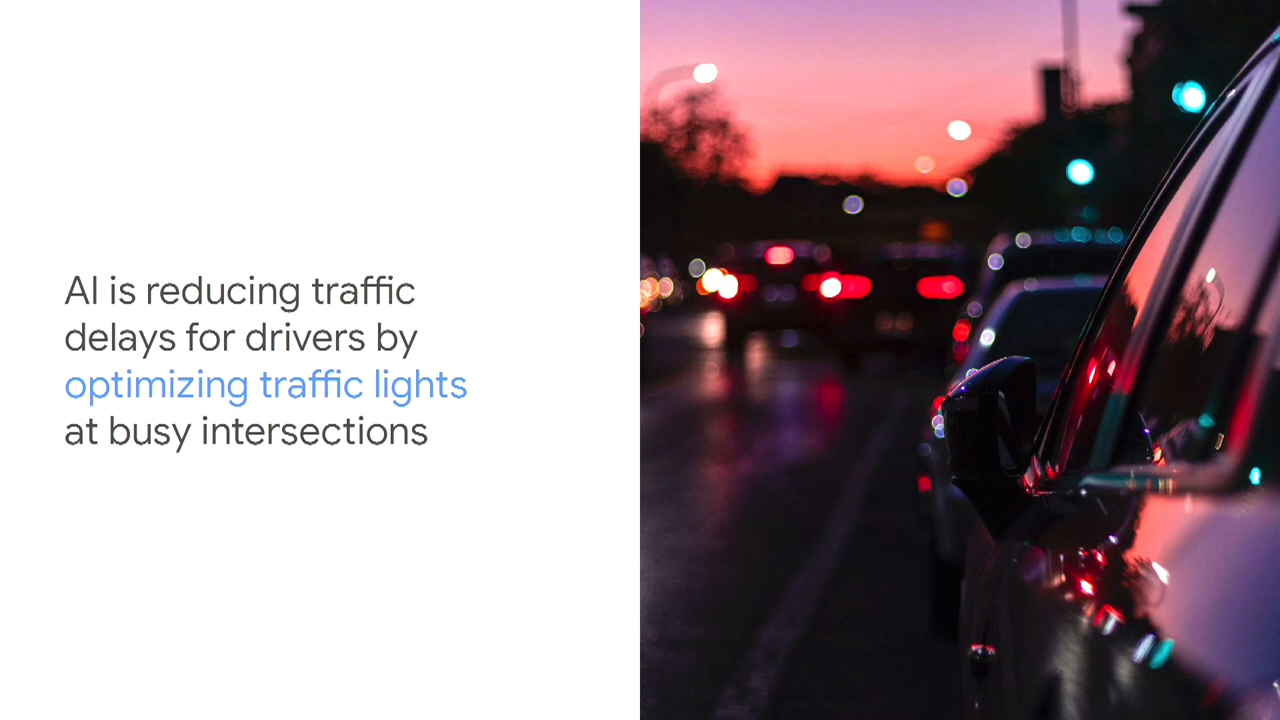 AI is reducing traffic
delays for drivers by
optimizing traffic lights
at busy intersections